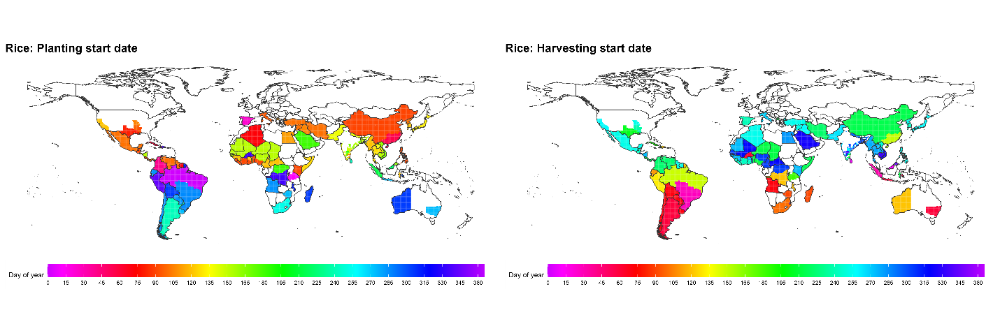 Rice: Planting start date
Rice: Harvesting start date
Day of year
0 15 30 45 60 75 90 105 120 135 150 165 180 195 210 225 240 255 270 285 300 315 330 345 360
Day of year
0 15 30 45 60 75 90 105 120 135 150 165 180 195 210 225 240 255 270 285 300 315 330 345 360